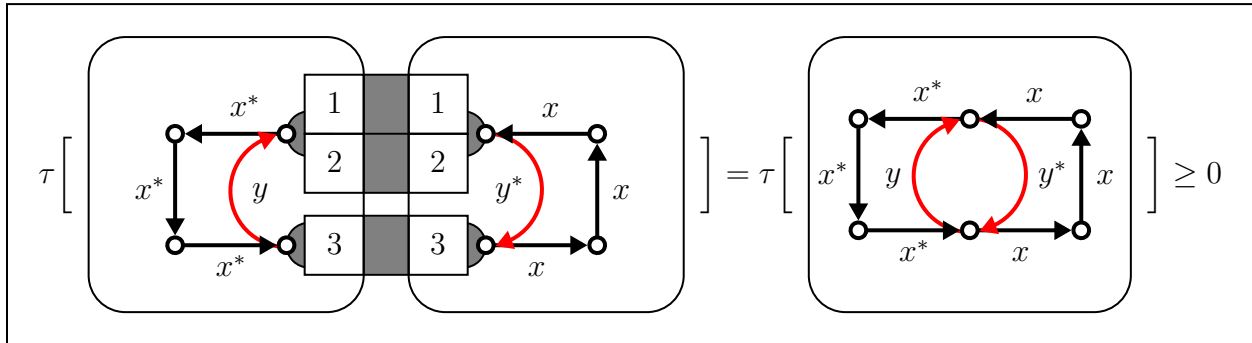 x* 1 1 x x* x
2 2
τ[ x* y y* x ] = τ[ x* y y* x ] ≥ 0
3 3
x* x x* x